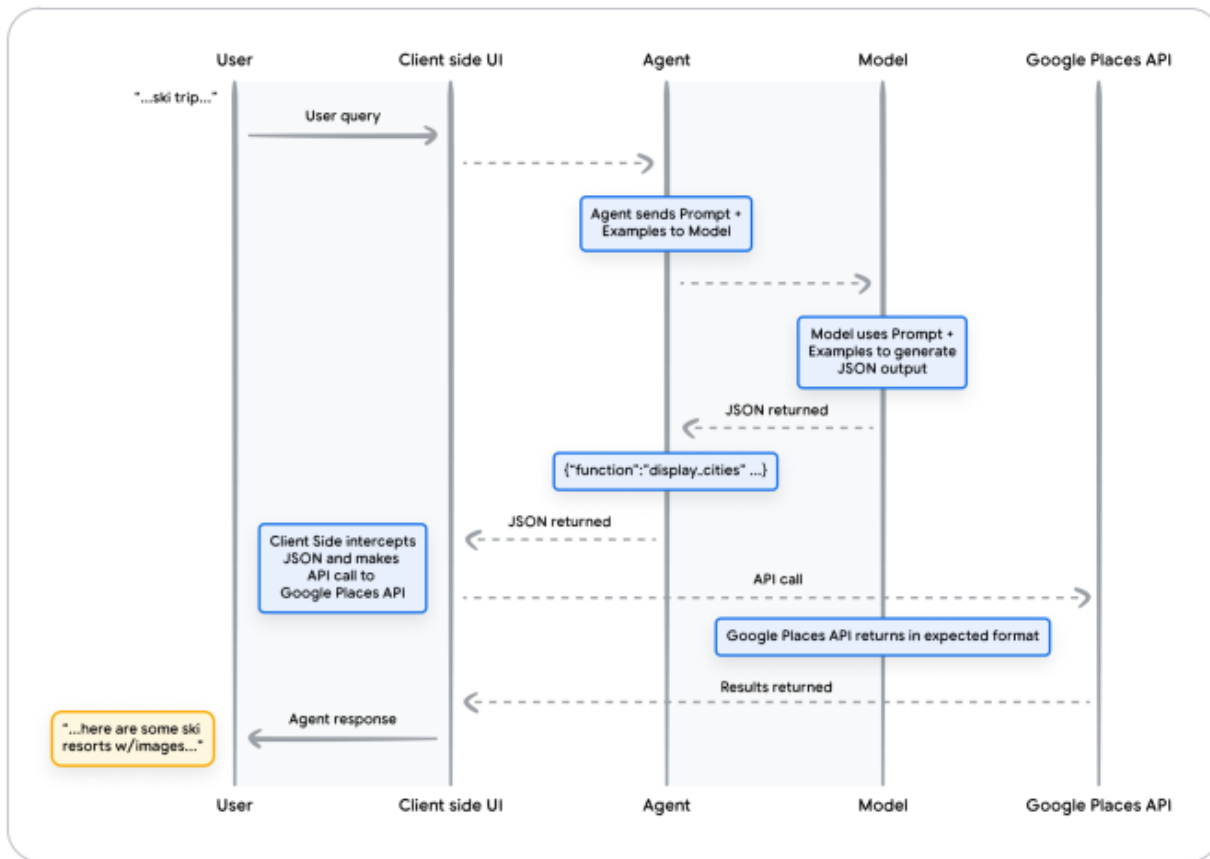 User
Client side UI
Agent
Model
Google Places API
"...ski trip..."
User query
Agent sends Prompt +
Examples to Model
Model uses Prompt +
Examples to generate
JSON output
JSON returned
{"function":"display_cities" ...}
JSON returned
Client Side intercepts
JSON and makes
API call to
Google Places API
API call
Google Places API returns in expected format
Results returned
Agent response
"...here are some ski
resorts w/images..."
User
Client side UI
Agent
Model
Google Places API